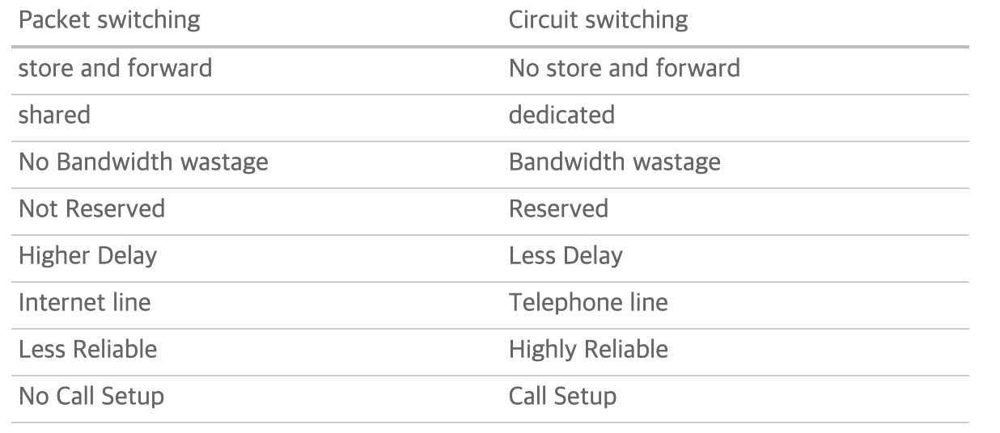 Packet switching Circuit switching
store and forward No store and forward
shared dedicated
No Bandwidth wastage Bandwidth wastage
Not Reserved Reserved
Higher Delay Less Delay
Internet line Telephone line
Less Reliable Highly Reliable
No Call Setup Call Setup